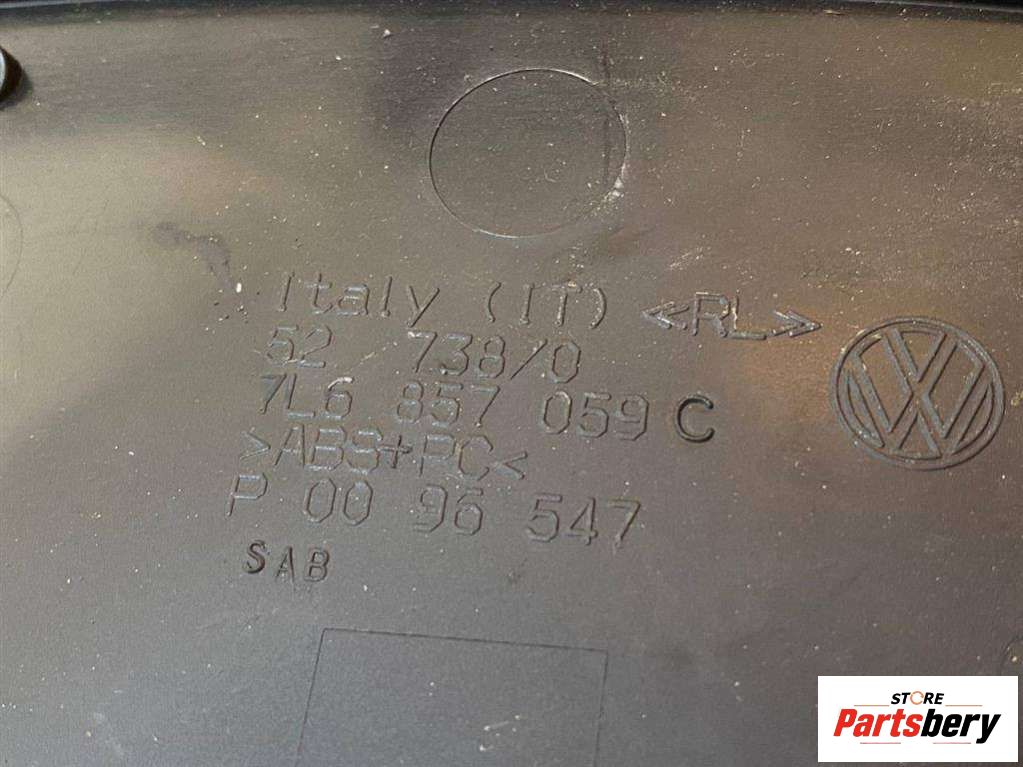 Italy (IT) <<RL>>
52 738/0
7L6 857 059 C
>ABS+PC<
P 00 96 547
SAB
STORE
Partsbery